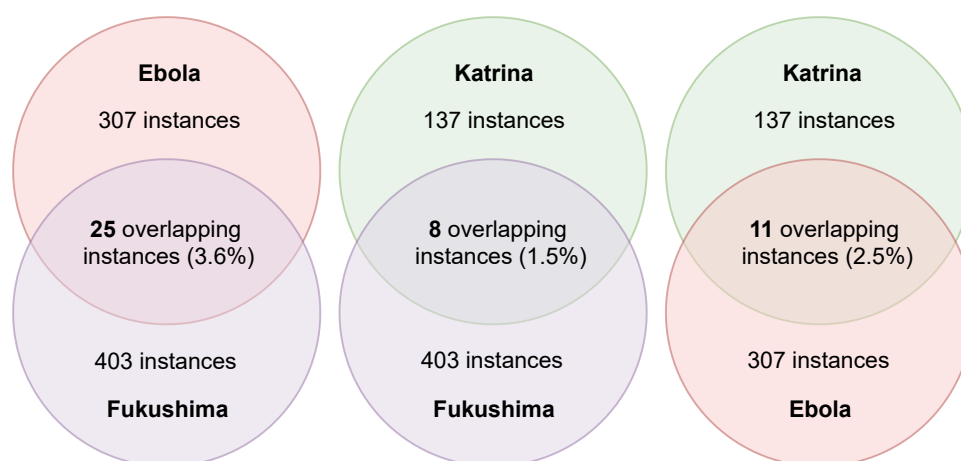 Ebola
307 instances
25 overlapping
instances (3.6%)
403 instances
Fukushima
Katrina
137 instances
8 overlapping
instances (1.5%)
403 instances
Fukushima
Katrina
137 instances
11 overlapping
instances (2.5%)
307 instances
Ebola